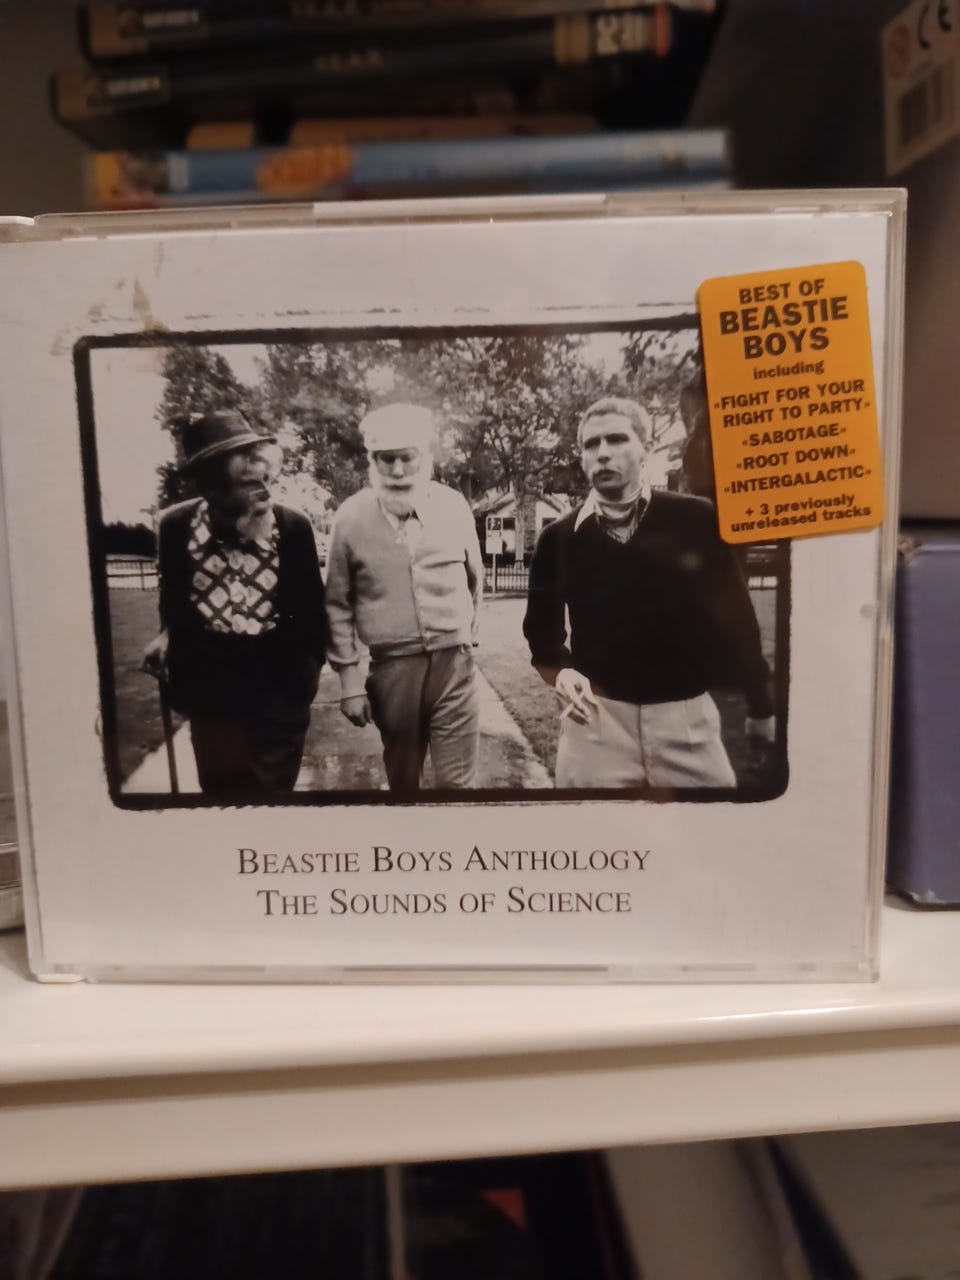 BEST OF
BEASTIE
BOYS
including
"FIGHT FOR YOUR
RIGHT TO PARTY"
"SABOTAGE"
"ROOT DOWN"
"INTERGALACTIC"
+ 3 previously
unreleased tracks
BEASTIE BOYS ANTHOLOGY
THE SOUNDS OF SCIENCE